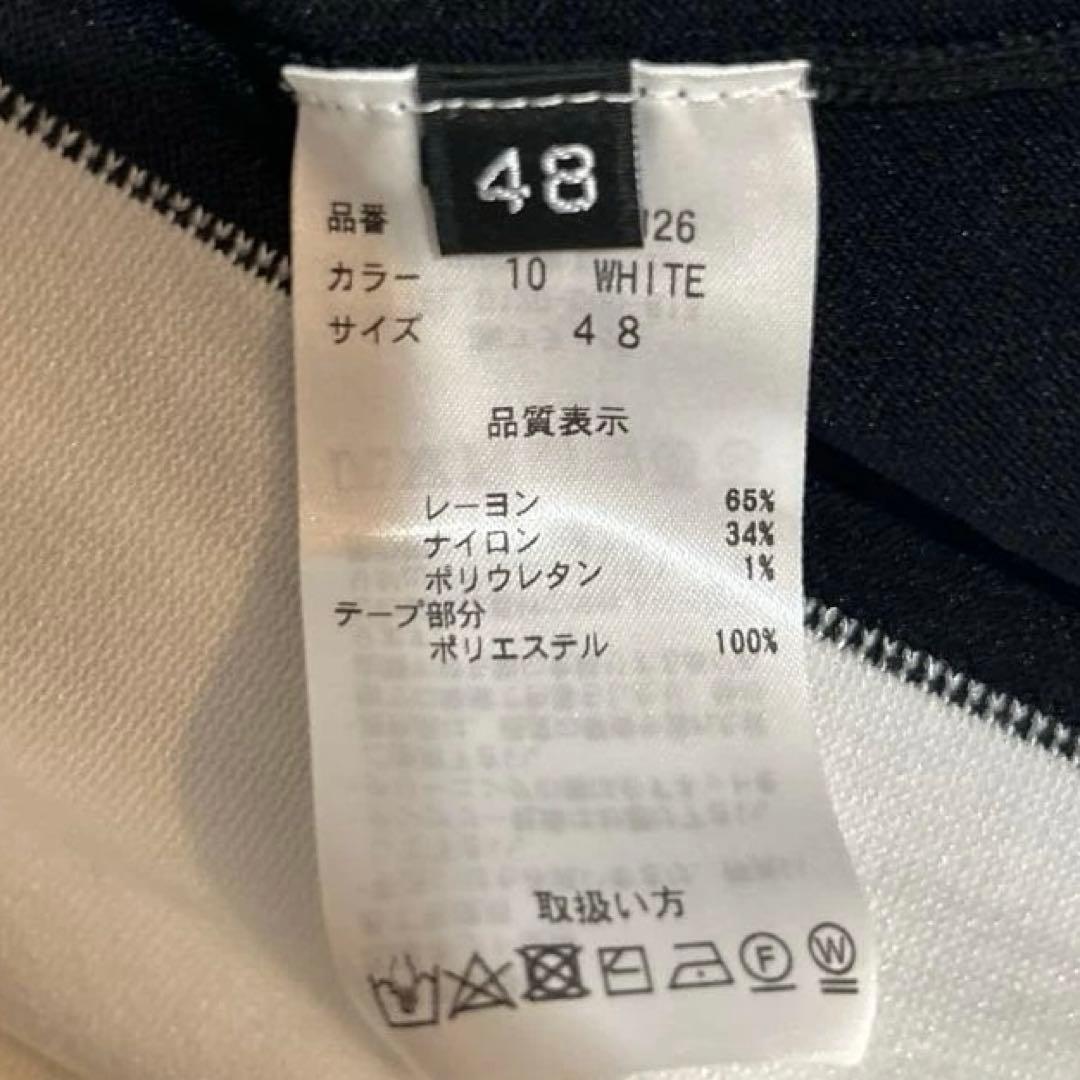 48
品番 26
カラー 10 WHITE
サイズ 48
品質表示
レーヨン 65%
ナイロン 34%
ポリウレタン 1%
テープ部分
ポリエステル 100%
取扱い方
F W